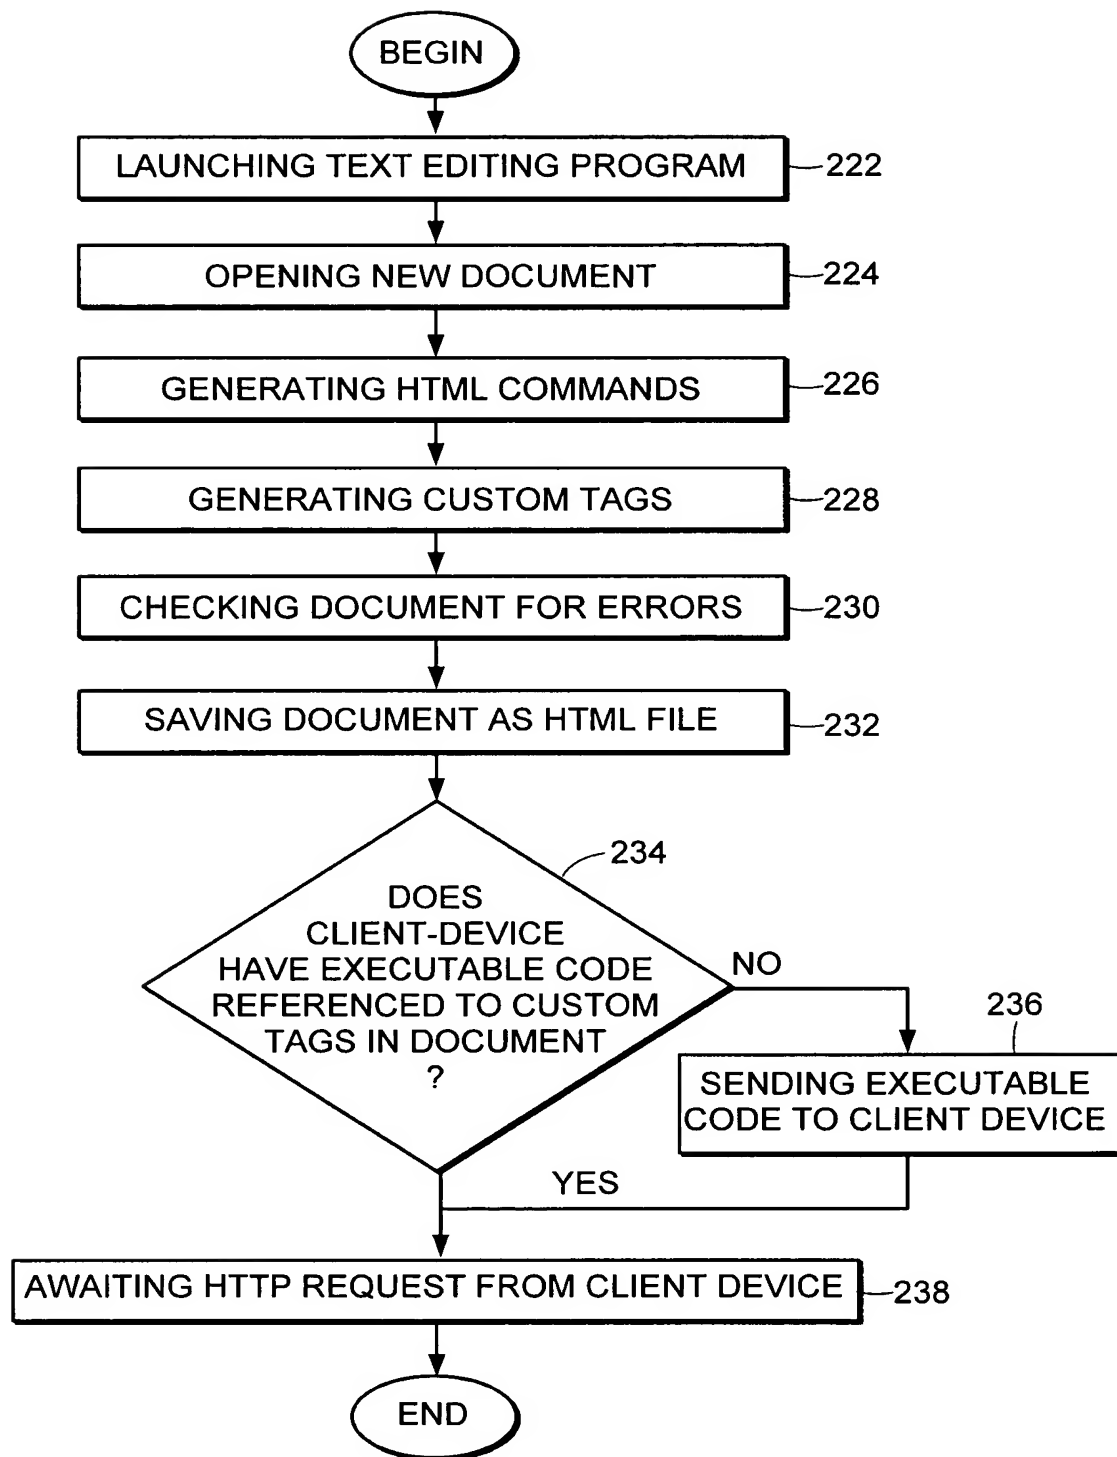 BEGIN
LAUNCHING TEXT EDITING PROGRAM
222
OPENING NEW DOCUMENT
224
GENERATING HTML COMMANDS
226
GENERATING CUSTOM TAGS
228
CHECKING DOCUMENT FOR ERRORS
230
SAVING DOCUMENT AS HTML FILE
232
234
DOES
CLIENT-DEVICE
HAVE EXECUTABLE CODE
REFERENCED TO CUSTOM
TAGS IN DOCUMENT
?
NO
236
SENDING EXECUTABLE
CODE TO CLIENT DEVICE
YES
AWAITING HTTP REQUEST FROM CLIENT DEVICE
238
END